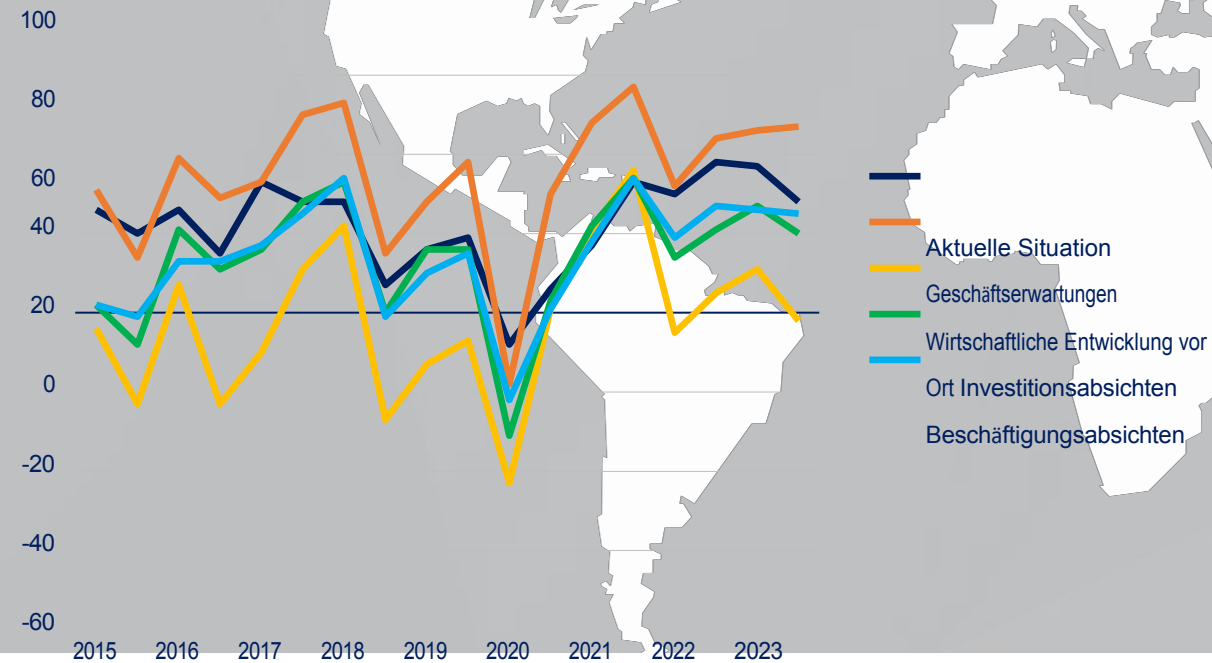 100
80
60
40
20
0
-20
-40
-60
2015 2016 2017 2018 2019 2020 2021 2022 2023
Aktuelle Situation
Geschäftserwartungen
Wirtschaftliche Entwicklung vor
Ort Investitionsabsichten
Beschäftigungsabsichten